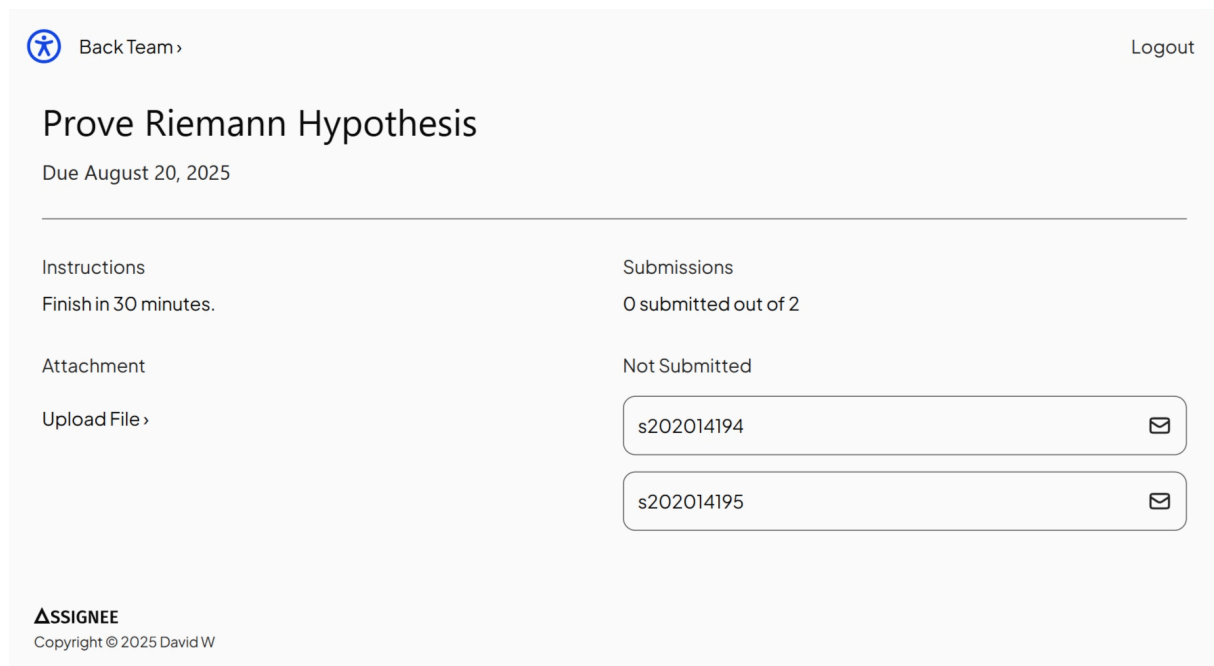 Back Team ›
Logout
Prove Riemann Hypothesis
Due August 20, 2025
Instructions
Finish in 30 minutes.
Attachment
Upload File ›
Submissions
0 submitted out of 2
Not Submitted
s202014194
s202014195
ASSIGNEE
Copyright © 2025 David W